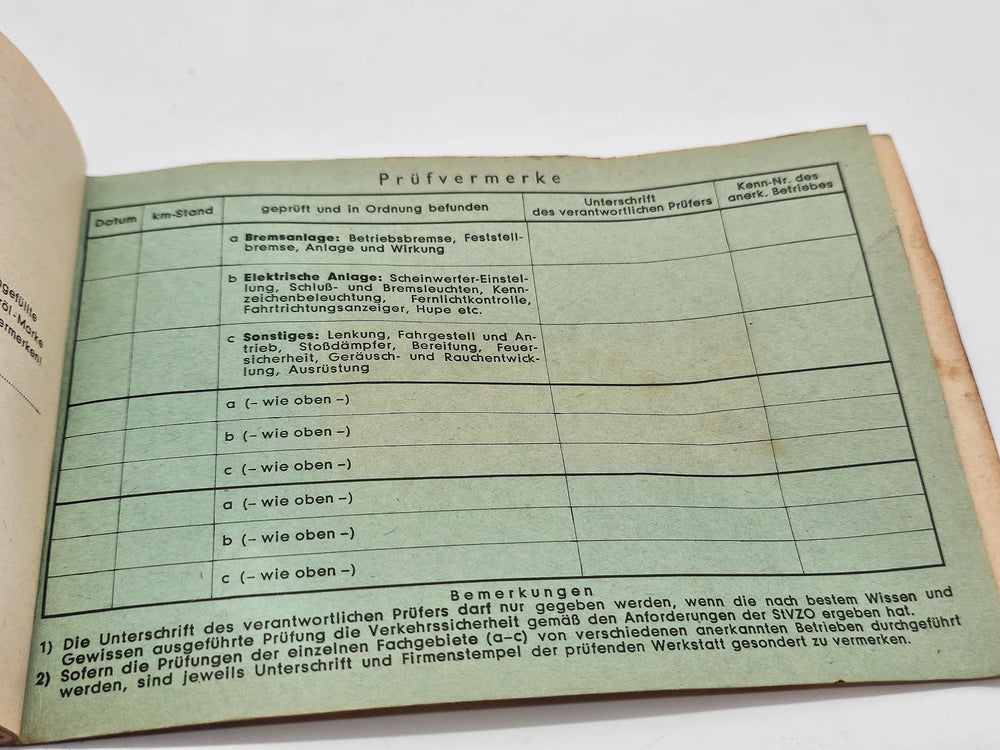 gefüllte
öl-Marke
ermerken!
Prüfvermerke
Datum
km-Stand
geprüft und in Ordnung befunden
Unterschrift
des verantwortlichen Prüfers
Kenn-Nr. des
anerk. Betriebes
a Bremsanlage: Betriebsbremse, Feststell-
bremse, Anlage und Wirkung
b Elektrische Anlage: Scheinwerfer-Einstel-
lung, Schluß- und Bremsleuchten, Kenn-
zeichenbeleuchtung, Fernlichtkontrolle,
Fahrtrichtungsanzeiger, Hupe etc.
c Sonstiges: Lenkung, Fahrgestell und An-
trieb, Stoßdämpfer, Bereifung, Feuer-
sicherheit, Geräusch- und Rauchentwick-
lung, Ausrüstung
a (– wie oben –)
b (– wie oben –)
c (– wie oben –)
a (– wie oben –)
b (– wie oben –)
c (– wie oben –)
Bemerkungen
1) Die Unterschrift des verantwortlichen Prüfers darf nur gegeben werden, wenn die nach bestem Wissen und
Gewissen ausgeführte Prüfung die Verkehrssicherheit gemäß den Anforderungen der StVZO ergeben hat.
2) Sofern die Prüfungen der einzelnen Fachgebiete (a–c) von verschiedenen anerkannten Betrieben durchgeführt
werden, sind jeweils Unterschrift und Firmenstempel der prüfenden Werkstatt gesondert zu vermerken.